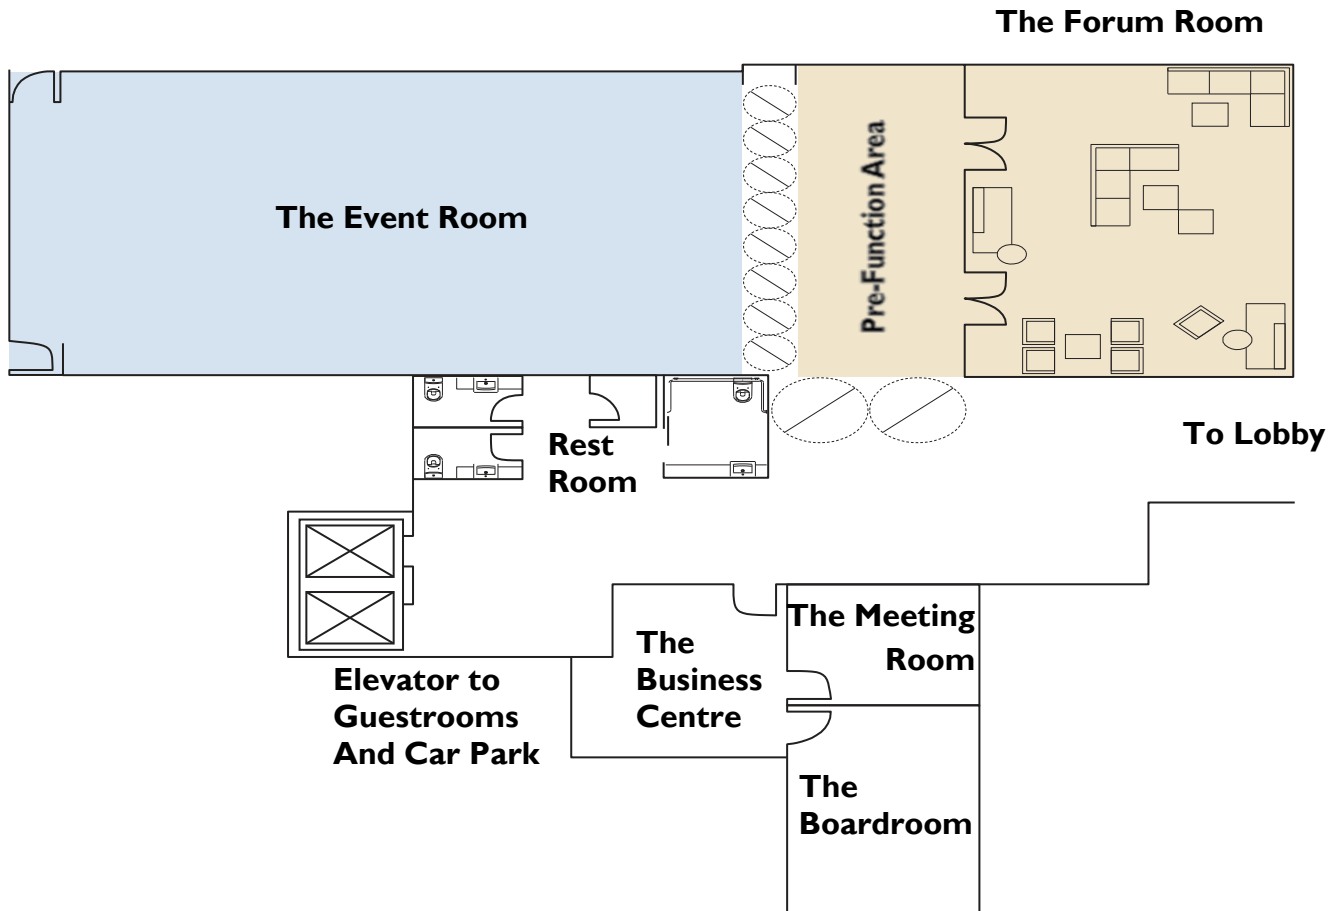 The Forum Room
The Event Room
Pre-Function Area
Rest
Room
To Lobby
The Meeting
Room
The
Business
Centre
Elevator to
Guestrooms
And Car Park
The
Boardroom